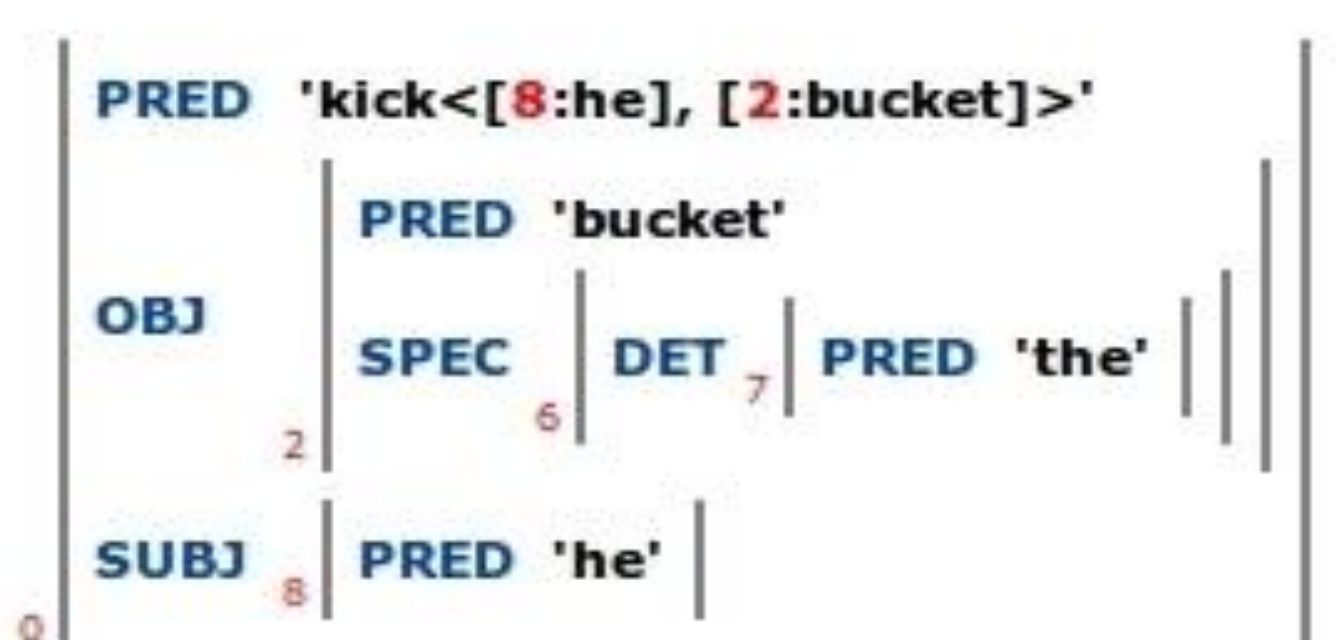 PRED 'kick<[8:he], [2:bucket]>'
PRED 'bucket'
OBJ
SPEC 6 DET 7 PRED 'the'
2
SUBJ 8 PRED 'he'
0